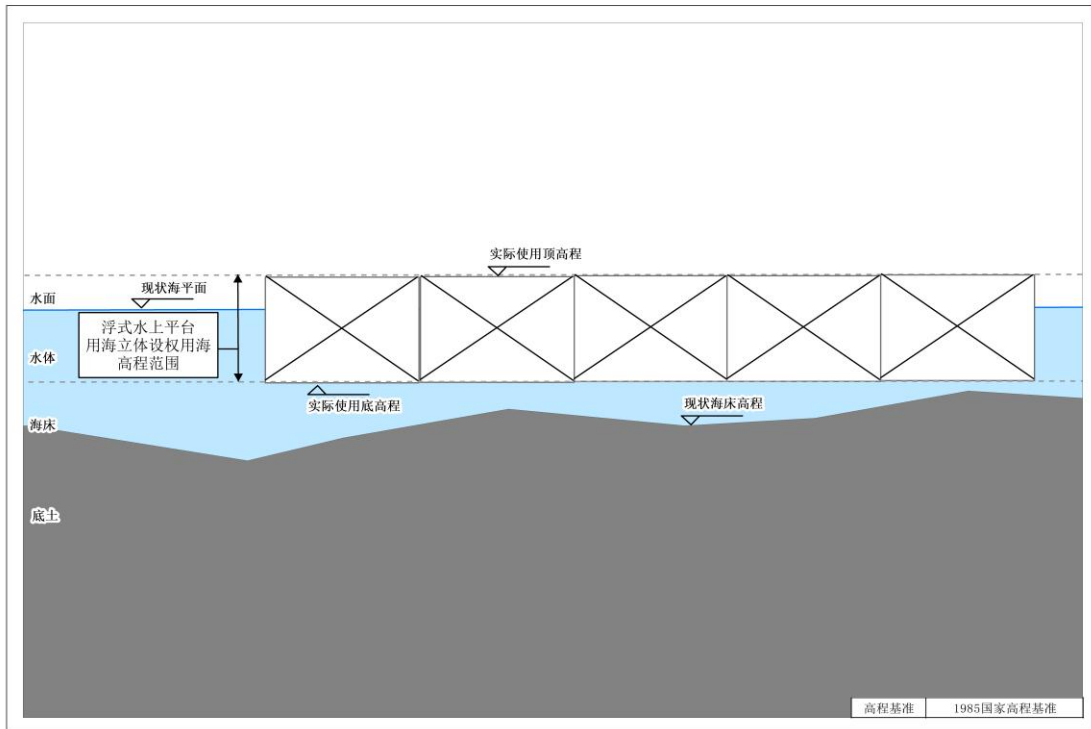 实际使用顶高程
现状海平面
水面
浮式水上平台
用海立体设权用海
高程范围
水体
实际使用底高程
现状海床高程
海床
底土
高程基准
1985国家高程基准